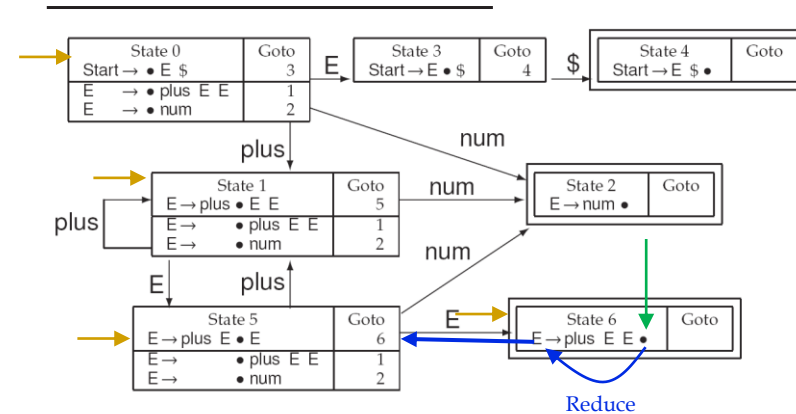 State 0 Goto
Start → • E $ 3
E → • plus E E 1
E → • num 2
E
State 3 Goto
Start → E • $ 4
$
State 4 Goto
Start → E $ •
plus
num
State 1 Goto
E → plus • E E 5
E → • plus E E 1
E → • num 2
plus
num
State 2 Goto
E → num •
E
plus
num
State 5 Goto
E → plus E • E 6
E → • plus E E 1
E → • num 2
E
State 6 Goto
E → plus E E •
Reduce